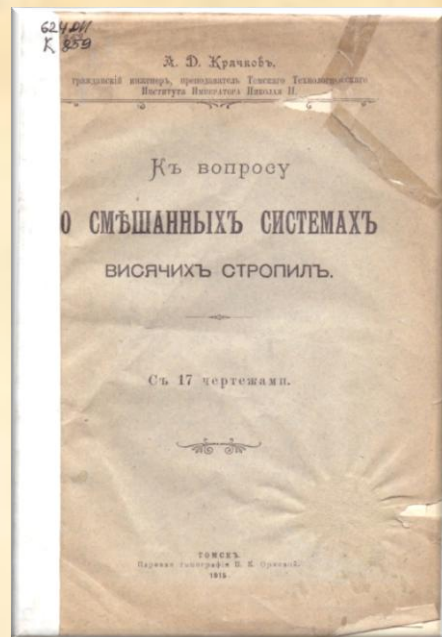 624.011
К 859
А. Д. Крячковъ,
гражданскій инженеръ, преподаватель Томскаго Технологическаго
Института Императора Николая II.
Къ вопросу
О СМѢШАННЫХЪ СИСТЕМАХЪ
ВИСЯЧИХЪ СТРОПИЛЪ.
Съ 17 чертежами.
ТОМСКЪ.
Паровая типографія Н. И. Орловой.
1915